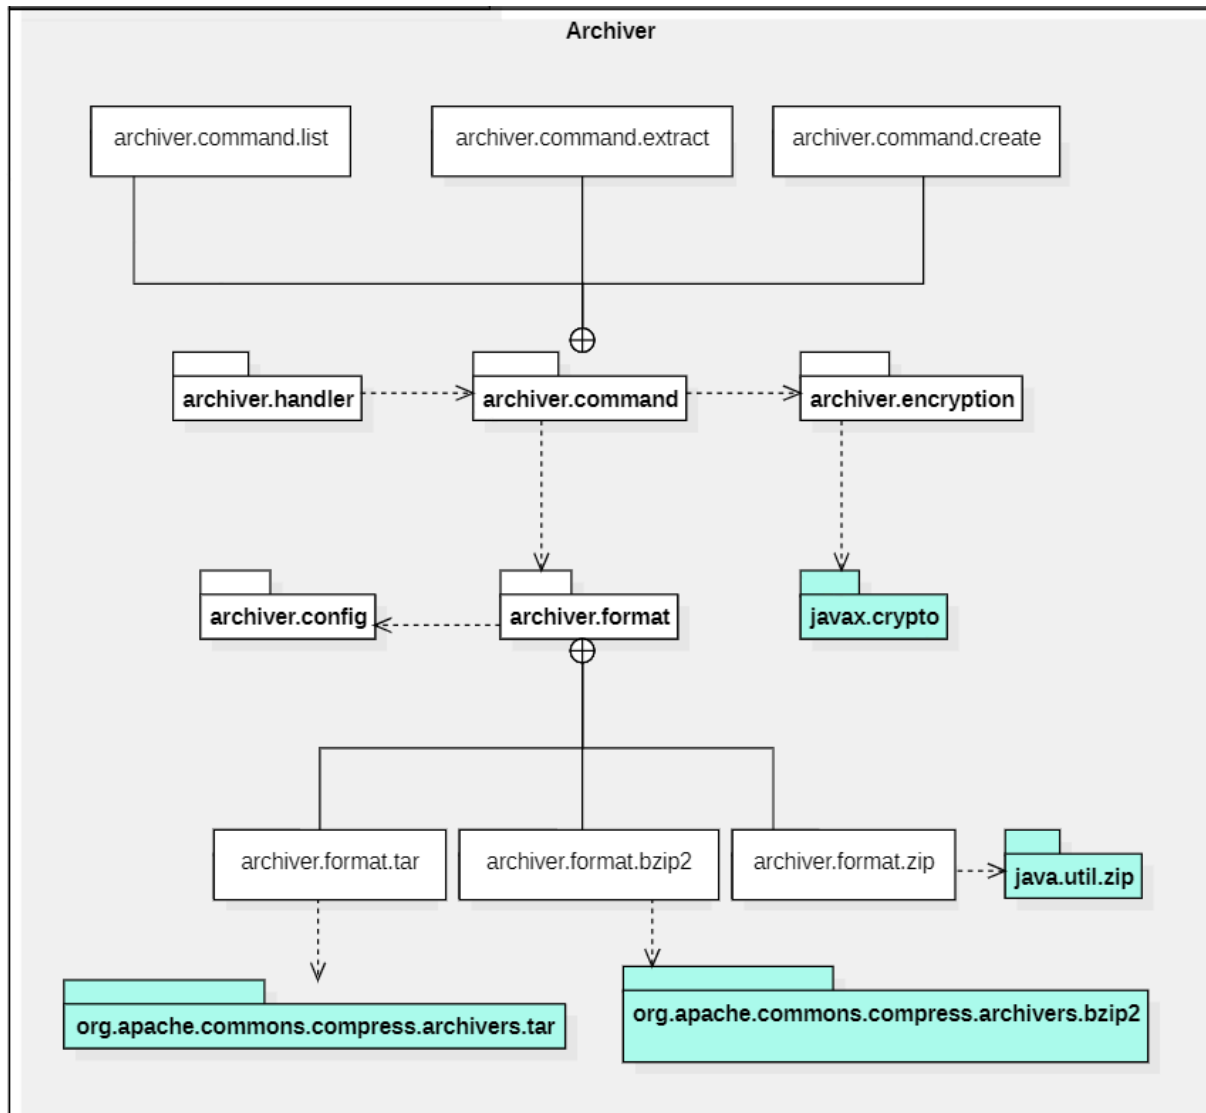 Archiver
archiver.command.list
archiver.command.extract
archiver.command.create
archiver.handler
archiver.command
archiver.encryption
archiver.config
archiver.format
javax.crypto
archiver.format.tar
archiver.format.bzip2
archiver.format.zip
java.util.zip
org.apache.commons.compress.archivers.tar
org.apache.commons.compress.archivers.bzip2